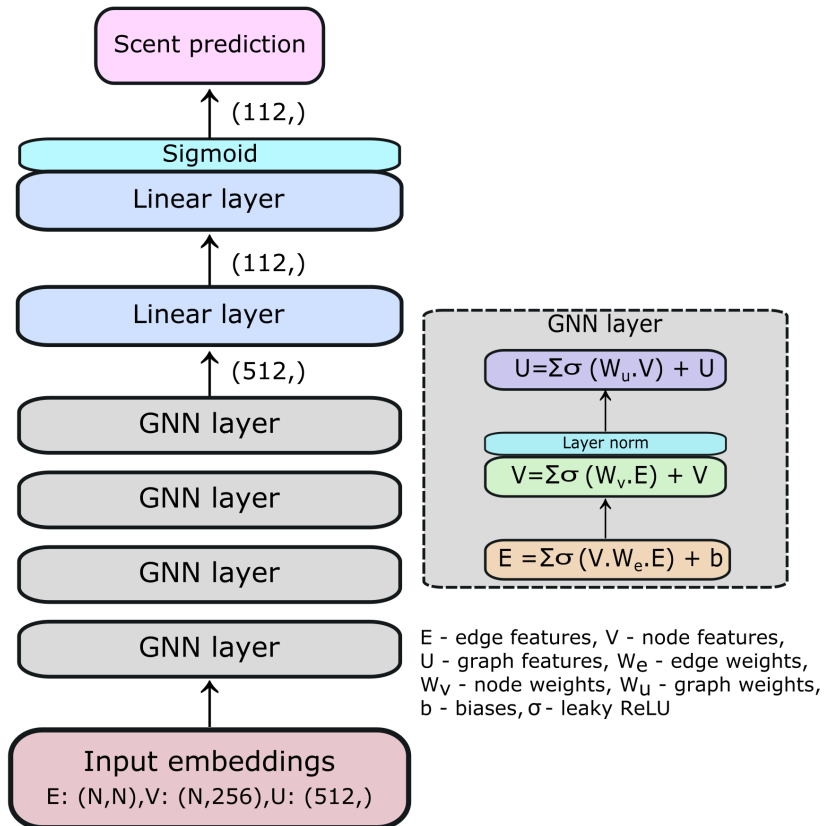 Scent prediction
(112,)
Sigmoid
Linear layer
(112,)
Linear layer
(512,)
GNN layer
GNN layer
GNN layer
GNN layer
Input embeddings
E: (N,N),V: (N,256),U: (512,)
GNN layer
U=Σσ (Wᵤ.V) + U
Layer norm
V=Σσ (Wᵥ.E) + V
E =Σσ (V.Wₑ.E) + b
E - edge features, V - node features,
U - graph features, Wₑ - edge weights,
Wᵥ - node weights, Wᵤ - graph weights,
b - biases, σ - leaky ReLU